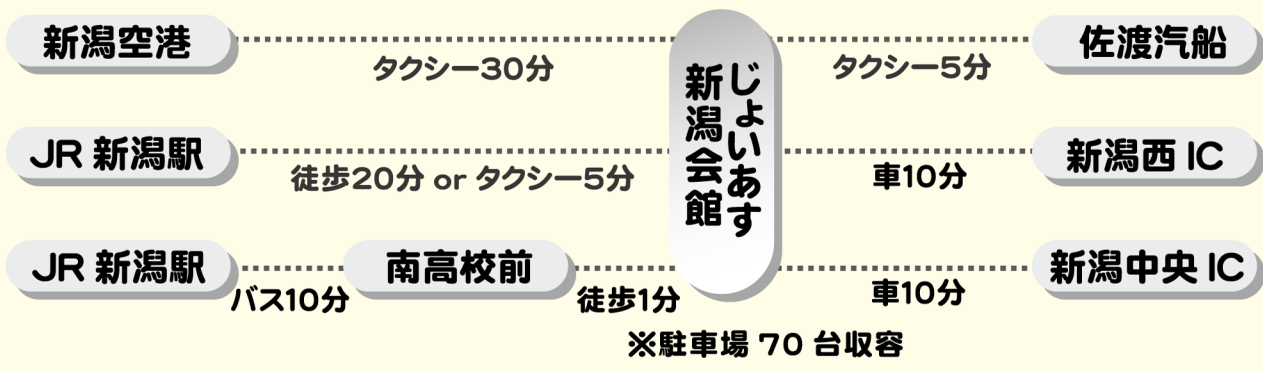 新潟空港
タクシー30分
タクシー5分
佐渡汽船
JR 新潟駅
徒歩20分 or タクシー5分
じょいあす
新潟会館
車10分
新潟西 IC
JR 新潟駅
バス10分
南高校前
徒歩1分
車10分
新潟中央 IC
※駐車場 70 台収容